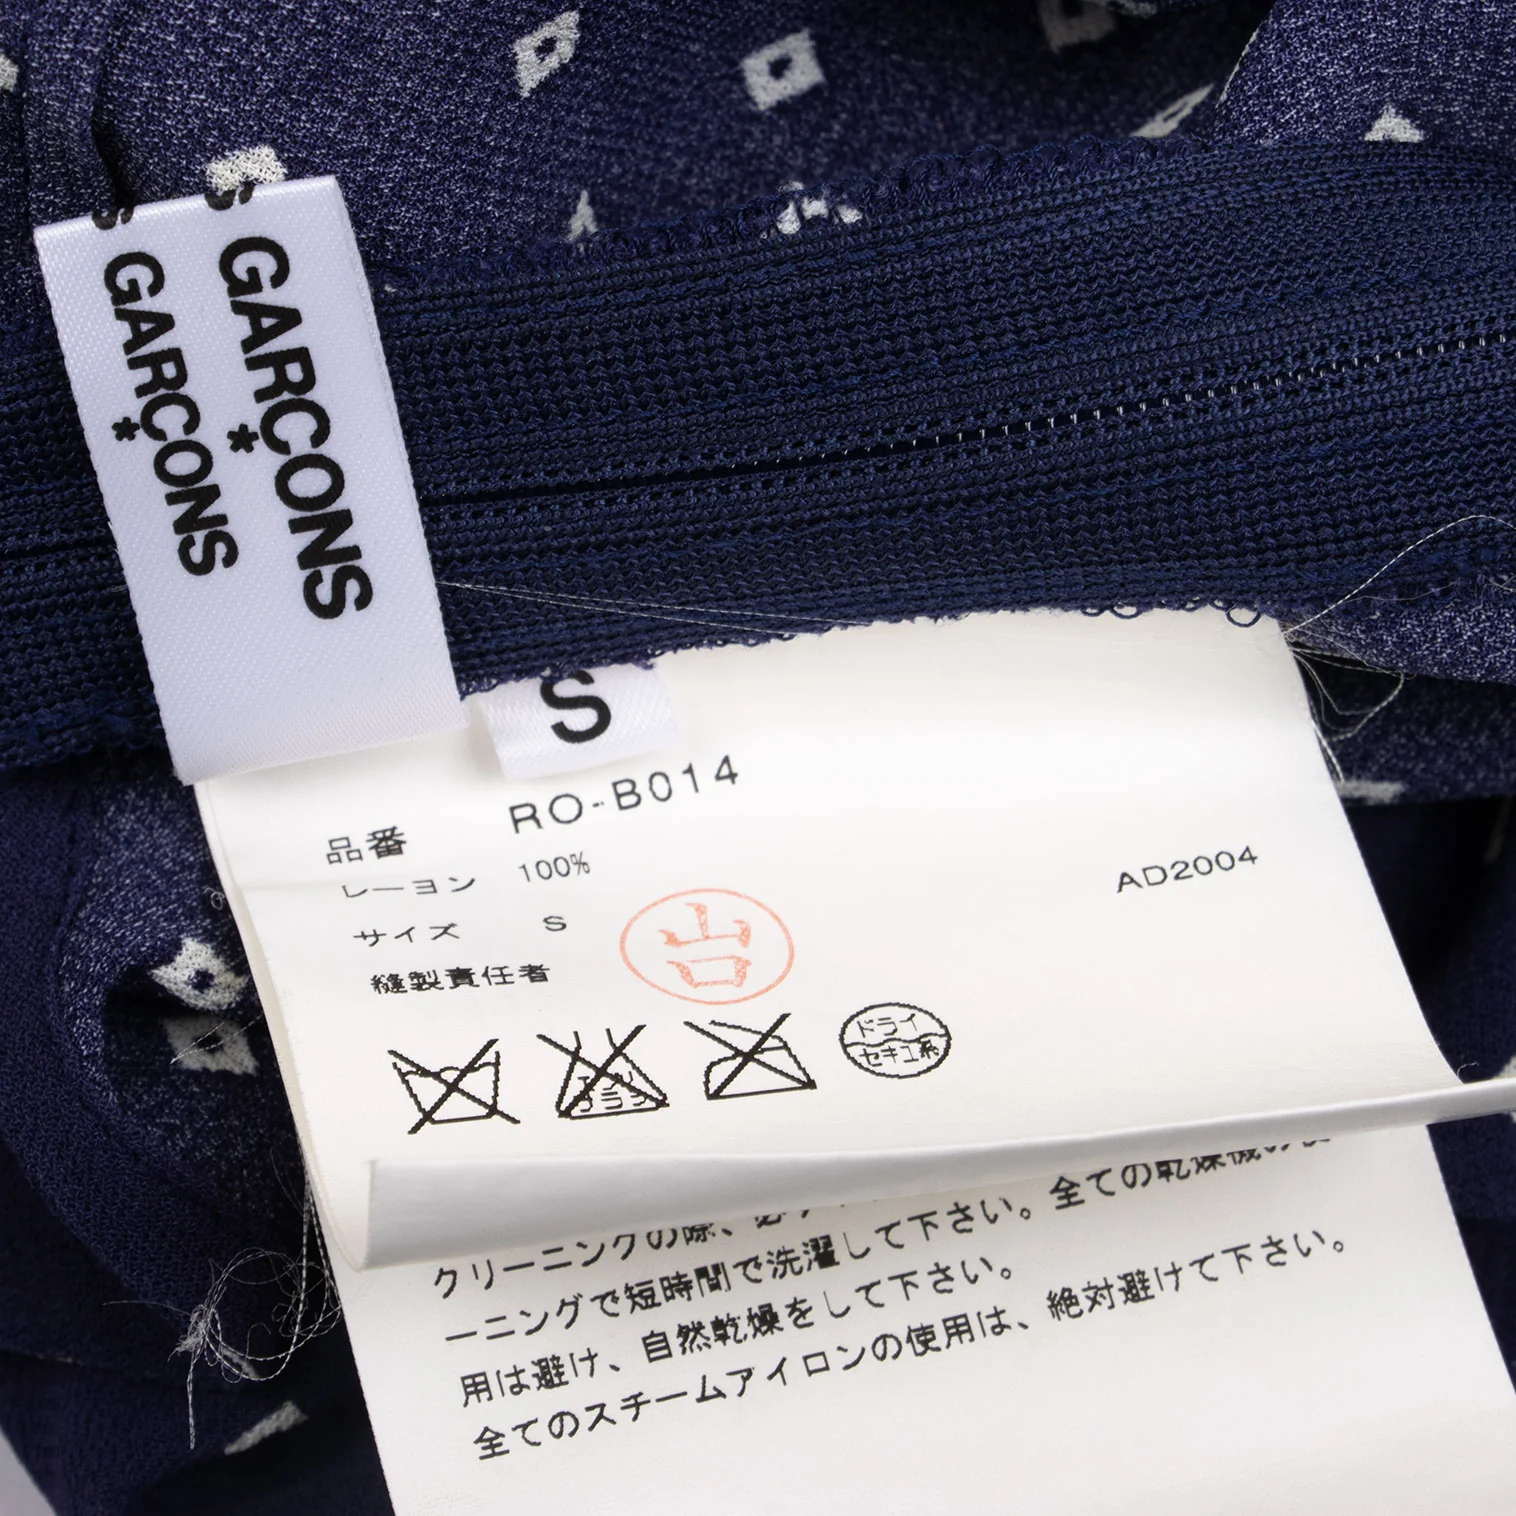 S GARÇONS
S GARÇONS
S
品番 RO-B014
レーヨン 100%
サイズ S
縫製責任者
AD2004
エンソ
ドライ
セキユ系
クリーニングの際、必
全ての乾燥機の
ーニングで短時間で洗濯して下さい。
用は避け、自然乾燥をして下さい。
全てのスチームアイロンの使用は、絶対避けて下さい。